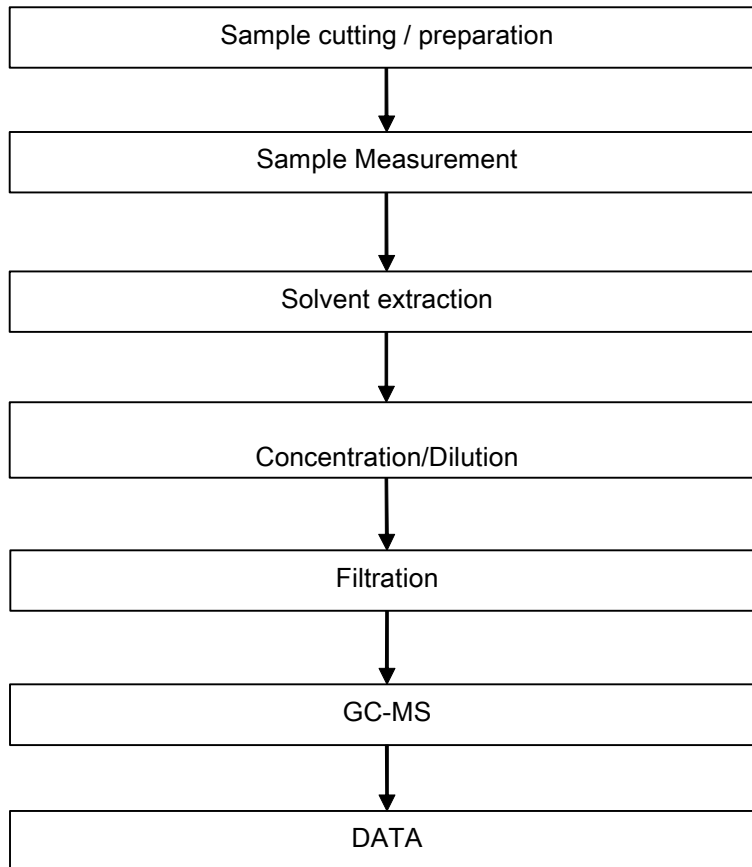 Sample cutting / preparation
Sample Measurement
Solvent extraction
Concentration/Dilution
Filtration
GC-MS
DATA